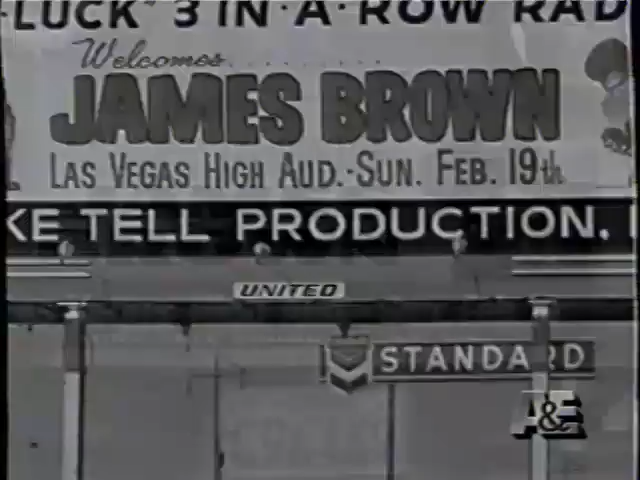 -LUCK" 3 IN·A·ROW RAD
Welcomes.........
JAMES BROWN
LAS VEGAS HIGH AUD.-SUN. FEB. 19th
KE TELL PRODUCTION.
UNITED
STANDARD
A&E